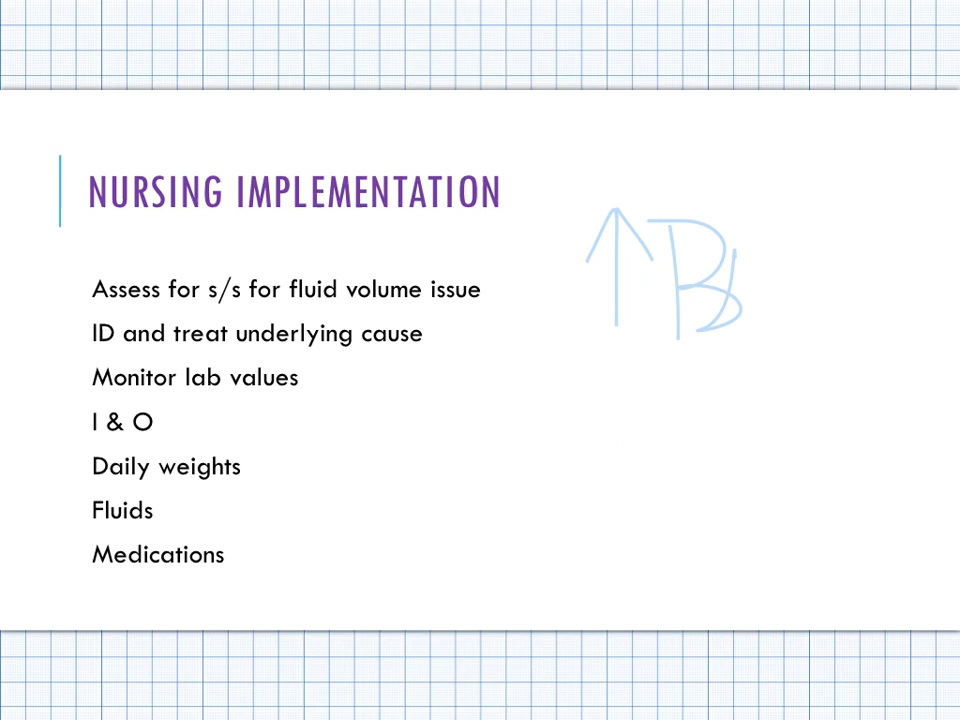 NURSING IMPLEMENTATION
Assess for s/s for fluid volume issue
ID and treat underlying cause
Monitor lab values
I & O
Daily weights
Fluids
Medications